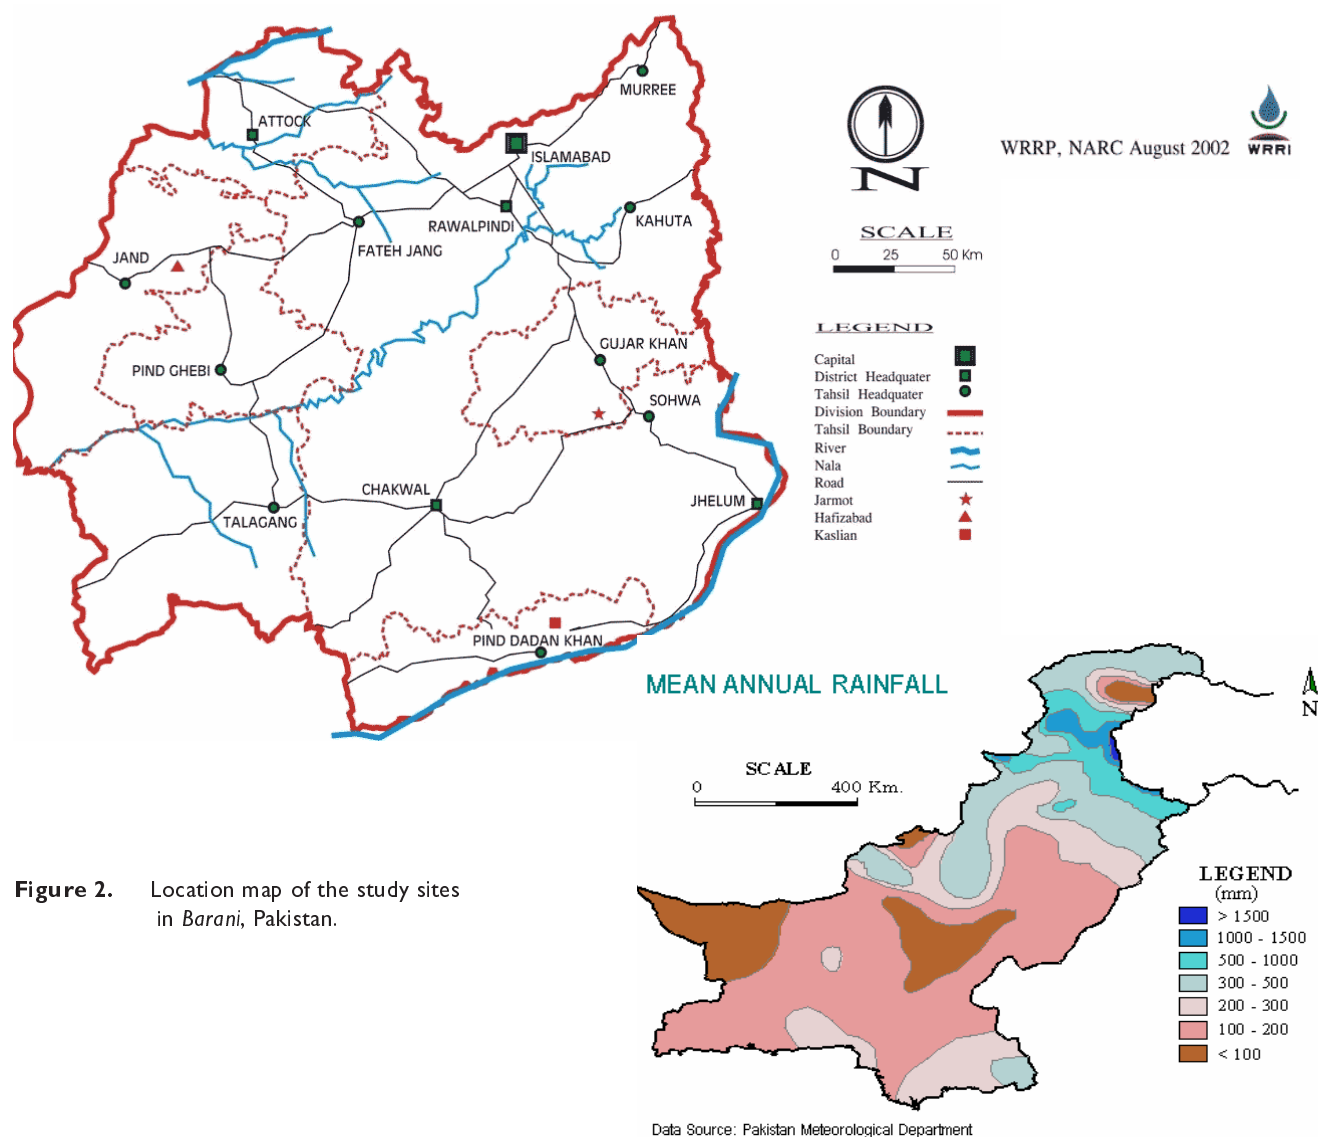 MURREE
ATTOCK
ISLAMABAD
RAWALPINDI
KAHUTA
FATEH JANG
JAND
GUJAR KHAN
PIND GHEBI
SOHWA
CHAKWAL
JHELUM
TALAGANG
PIND DADAN KHAN
N
WRRP, NARC August 2002
WRRI
SCALE
0 25 50 Km
LEGEND
Capital
District Headquater
Tahsil Headquater
Division Boundary
Tahsil Boundary
River
Nala
Road
Jarmot
Hafizabad
Kaslian
MEAN ANNUAL RAINFALL
N
SCALE
0 400 Km.
LEGEND
(mm)
> 1500
1000 - 1500
500 - 1000
300 - 500
200 - 300
100 - 200
< 100
Data Source: Pakistan Meteorological Department
Figure 2. Location map of the study sites
in Barani, Pakistan.